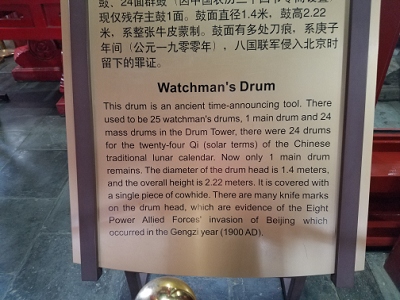 鼓、24面群鼓（因中国农历二十四节令而设置）
现仅残存主鼓1面。鼓面直径1.4米，鼓高2.22
米，系整张牛皮蒙制。鼓面有多处刀痕，系庚子
年间（公元一九零零年），八国联军侵入北京时
留下的罪证。
Watchman's Drum
This drum is an ancient time-announcing tool. There
used to be 25 watchman's drums, 1 main drum and 24
mass drums in the Drum Tower, there were 24 drums
for the twenty-four Qi (solar terms) of the Chinese
traditional lunar calendar. Now only 1 main drum
remains. The diameter of the drum head is 1.4 meters,
and the overall height is 2.22 meters. It is covered with
a single piece of cowhide. There are many knife marks
on the drum head, which are evidence of the Eight
Power Allied Forces' invasion of Beijing which
occurred in the Gengzi year (1900 AD).